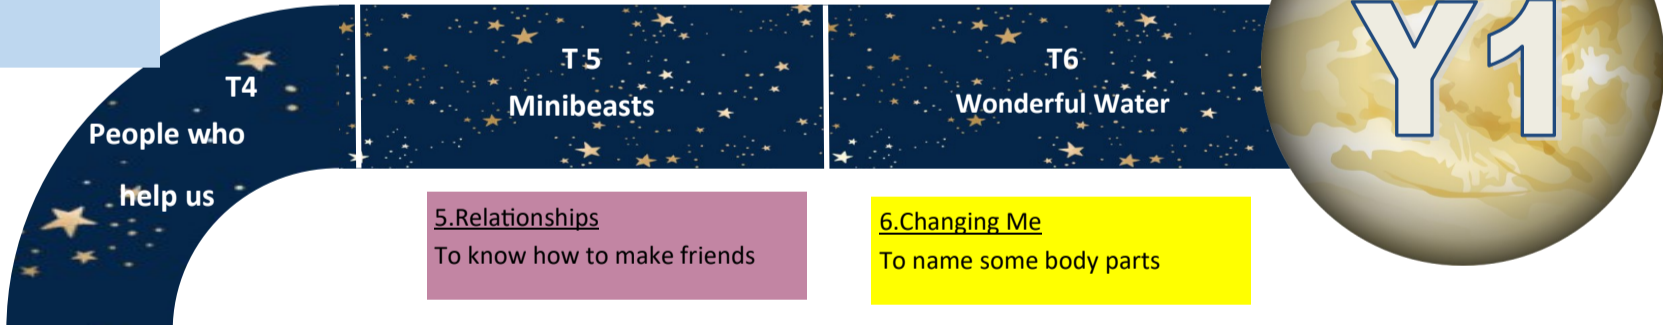 T4
People who
help us
T 5
Minibeasts
T6
Wonderful Water
Y1
5.Relationships
To know how to make friends
6.Changing Me
To name some body parts